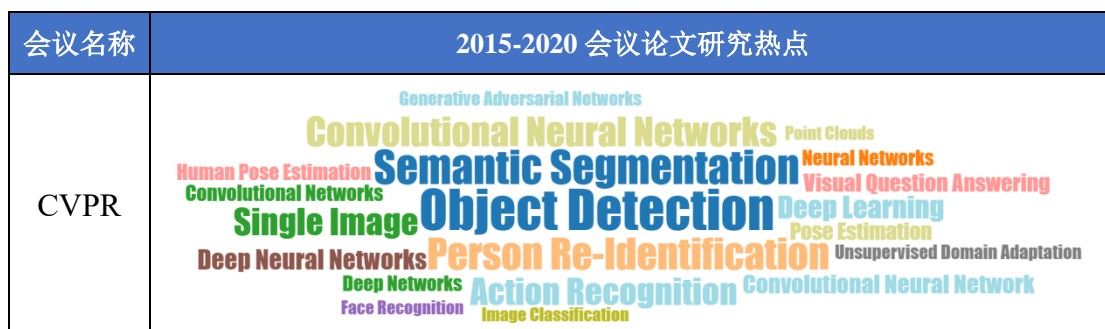 会议名称
2015-2020 会议论文研究热点
CVPR
Generative Adversarial Networks
Convolutional Neural Networks
Point Clouds
Human Pose Estimation
Semantic Segmentation
Neural Networks
Convolutional Networks
Visual Question Answering
Single Image
Object Detection
Deep Learning
Pose Estimation
Deep Neural Networks
Person Re-Identification
Unsupervised Domain Adaptation
Deep Networks
Action Recognition
Convolutional Neural Network
Face Recognition
Image Classification